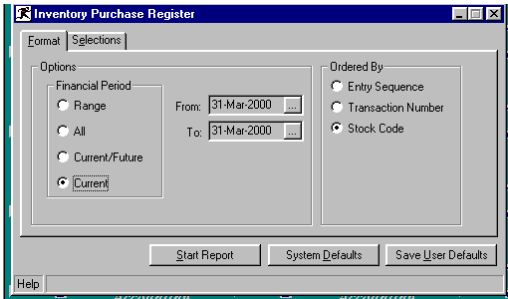 Inventory Purchase Register
Format
Selections
Options
Financial Period
Range
All
Current/Future
Current
From: 31-Mar-2000 ...
To: 31-Mar-2000 ...
Ordered By
Entry Sequence
Transaction Number
Stock Code
Start Report
System Defaults
Save User Defaults
Help